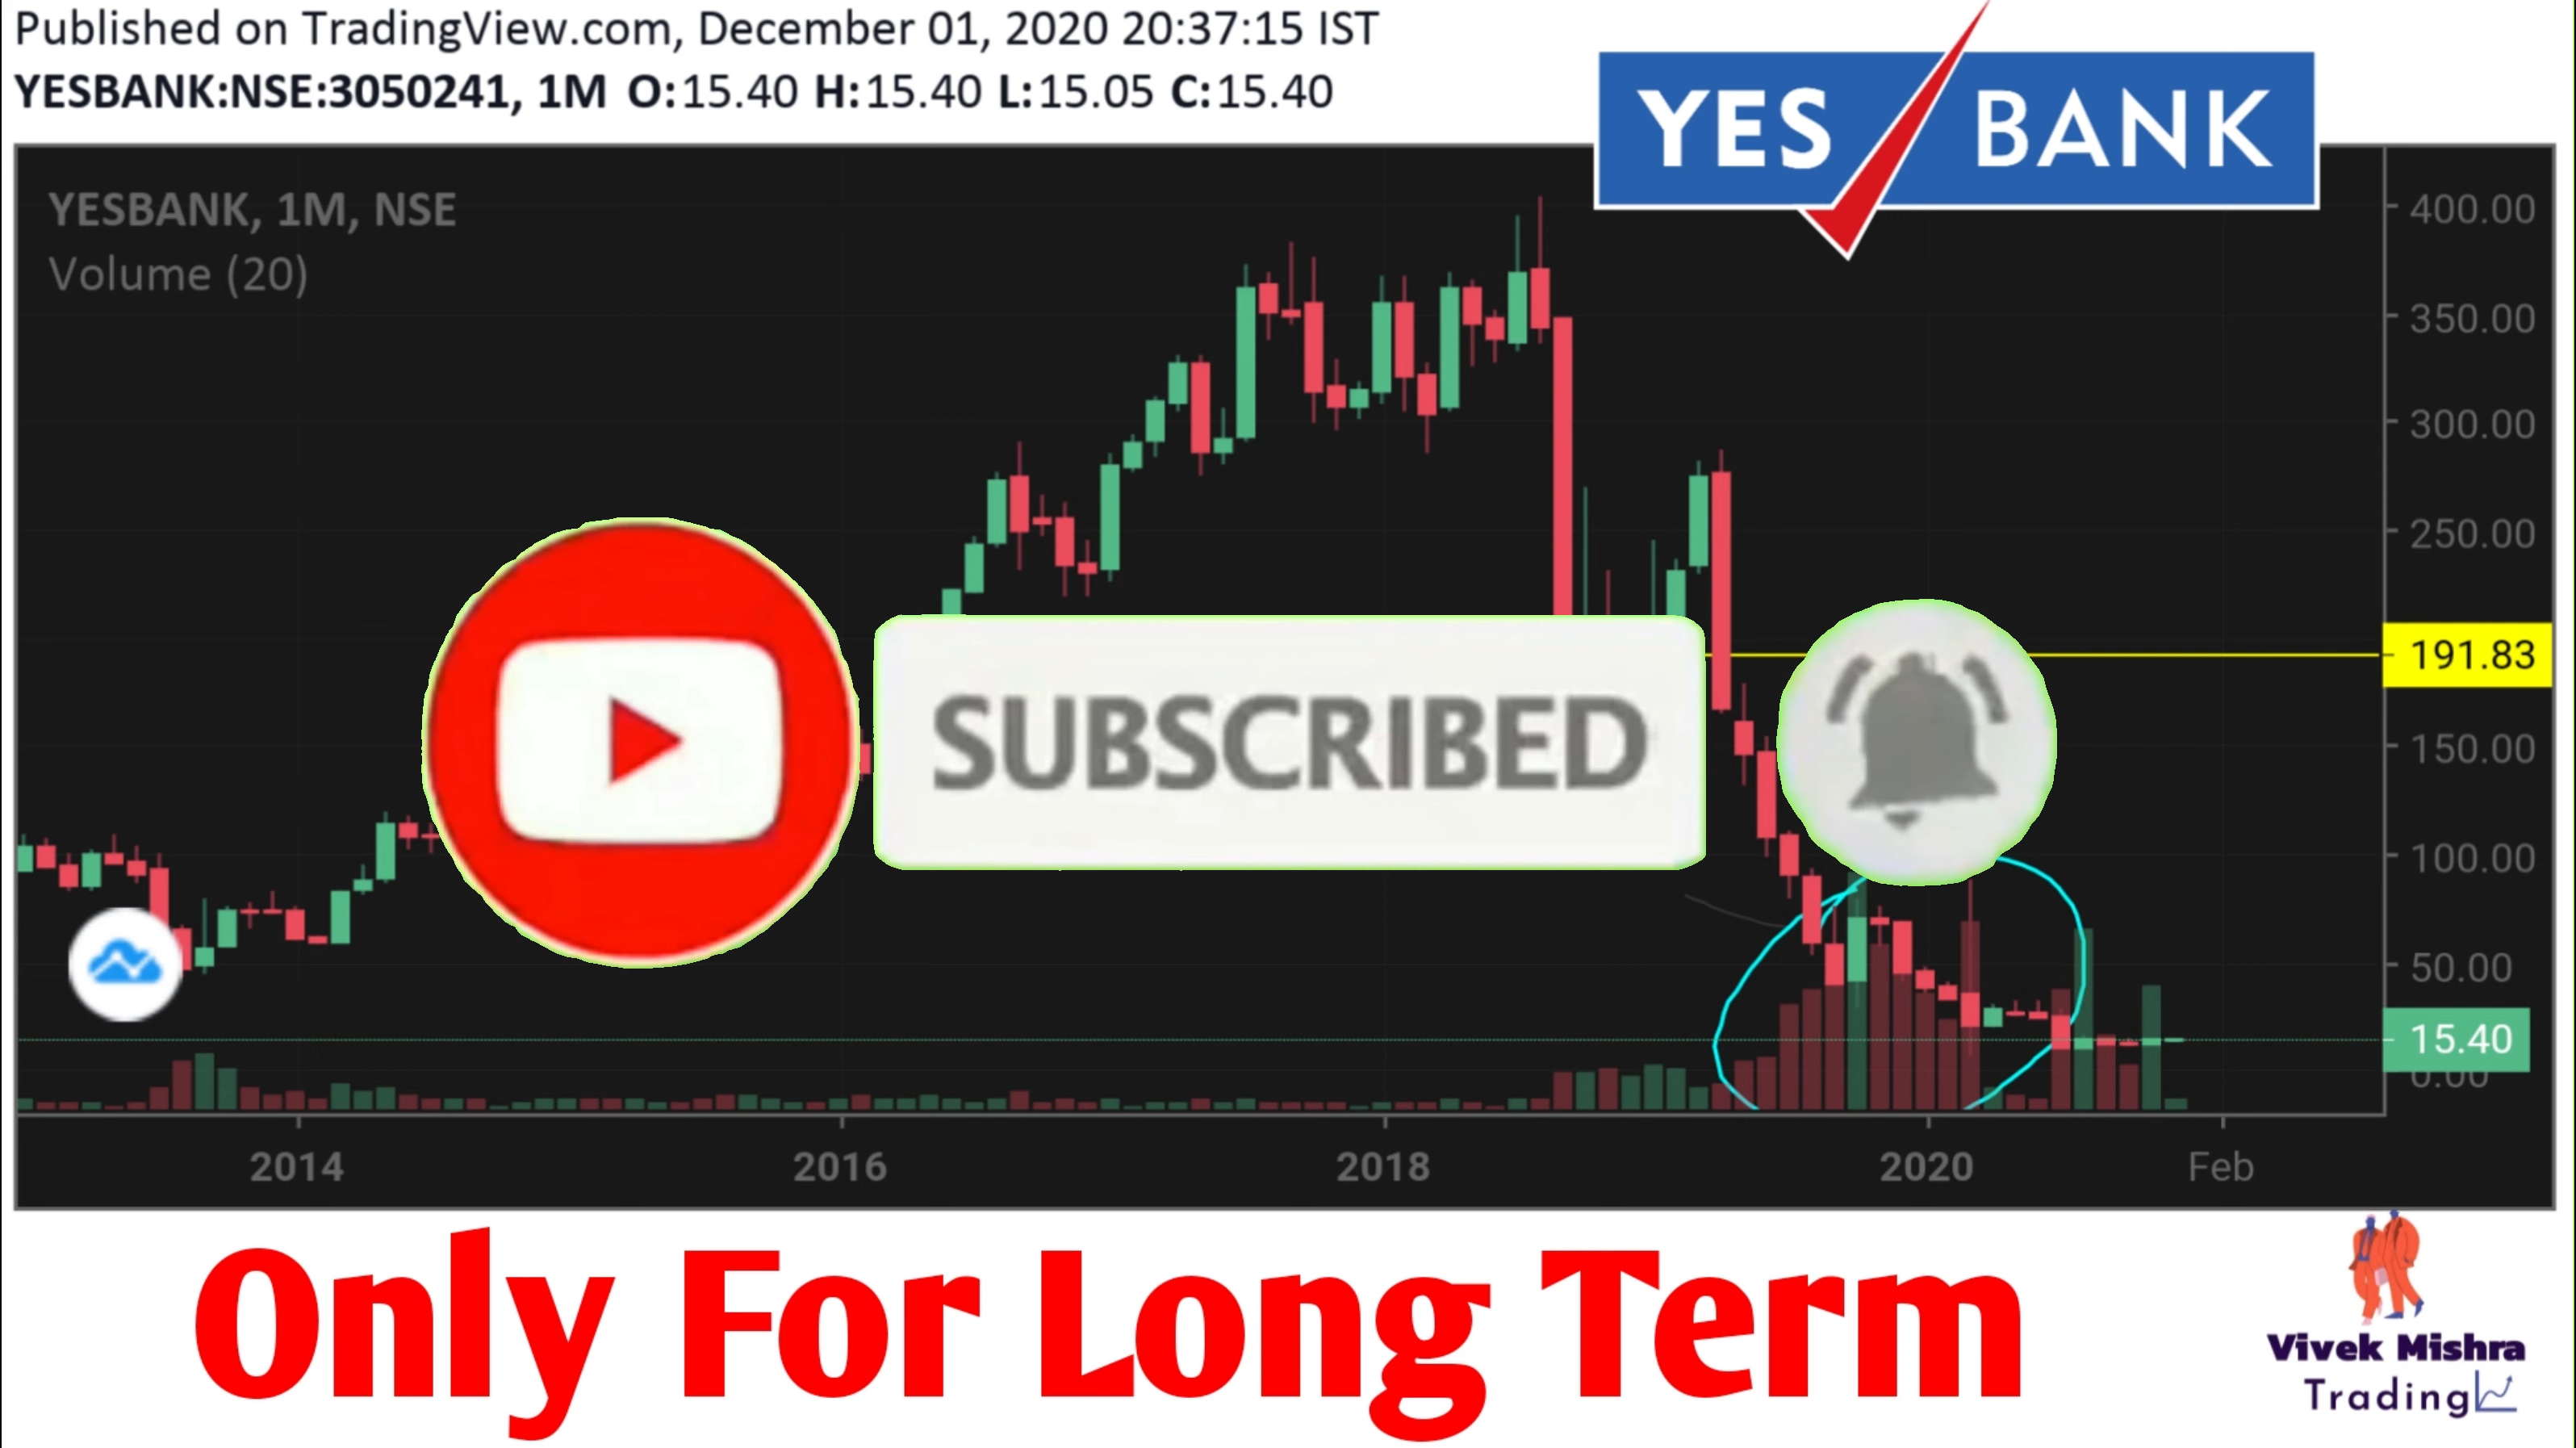 Published on TradingView.com, December 01, 2020 20:37:15 IST
YESBANK:NSE:3050241, 1M O:15.40 H:15.40 L:15.05 C:15.40
YES BANK
YESBANK, 1M, NSE
Volume (20)
400.00
350.00
300.00
250.00
191.83
150.00
100.00
50.00
15.40
0.00
SUBSCRIBED
2014 2016 2018 2020 Feb
Only For Long Term
Vivek Mishra
Trading